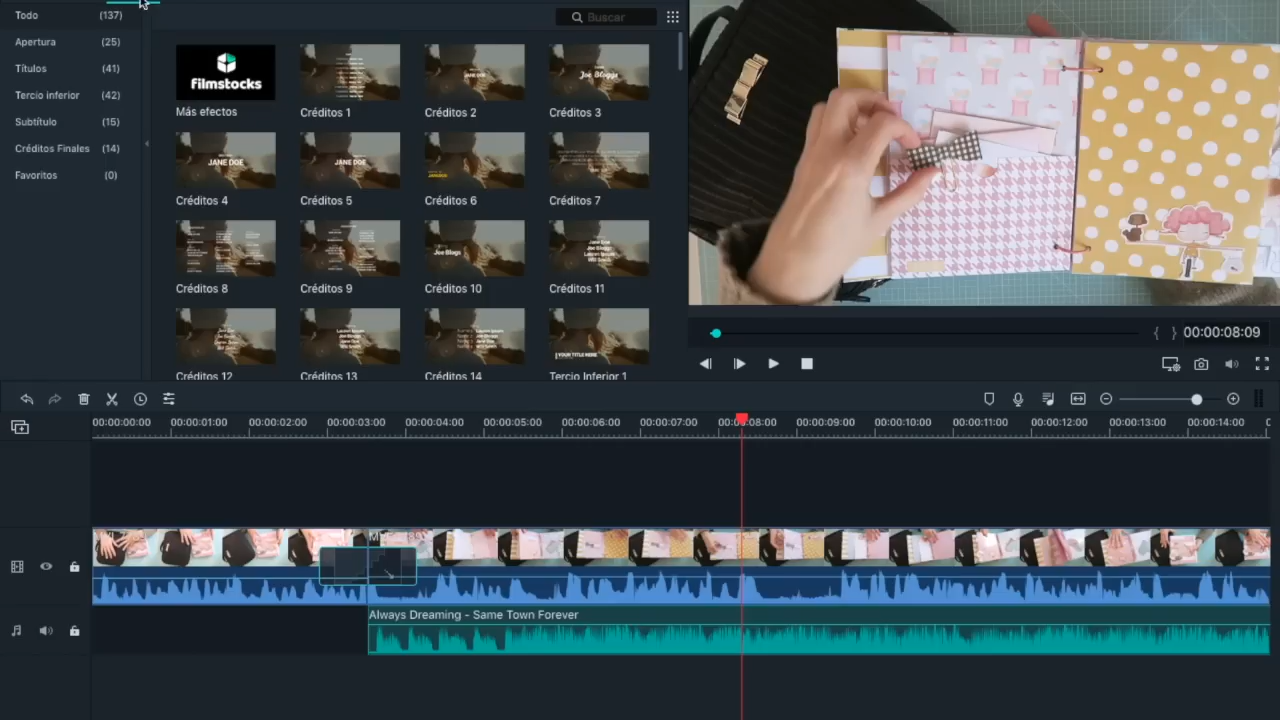 Todo (137)
Apertura (25)
Títulos (41)
Tercio inferior (42)
Subtítulo (15)
Créditos Finales (14)
Favoritos (0)
Buscar
filmstocks
JANE DOE
Joe Bloggs
Más efectos Créditos 1 Créditos 2 Créditos 3
JANE DOE JANE DOE
Créditos 4 Créditos 5 Créditos 6 Créditos 7
Créditos 8 Créditos 9 Créditos 10 Créditos 11
YOUR TITLE HERE
Créditos 12 Créditos 13 Créditos 14 Tercio Inferior 1
{ } 00:00:08:09
00:00:00:00 00:00:01:00 00:00:02:00 00:00:03:00 00:00:04:00 00:00:05:00 00:00:06:00 00:00:07:00 00:00:08:00 00:00:09:00 00:00:10:00 00:00:11:00 00:00:12:00 00:00:13:00 00:00:14:00
Always Dreaming - Same Town Forever